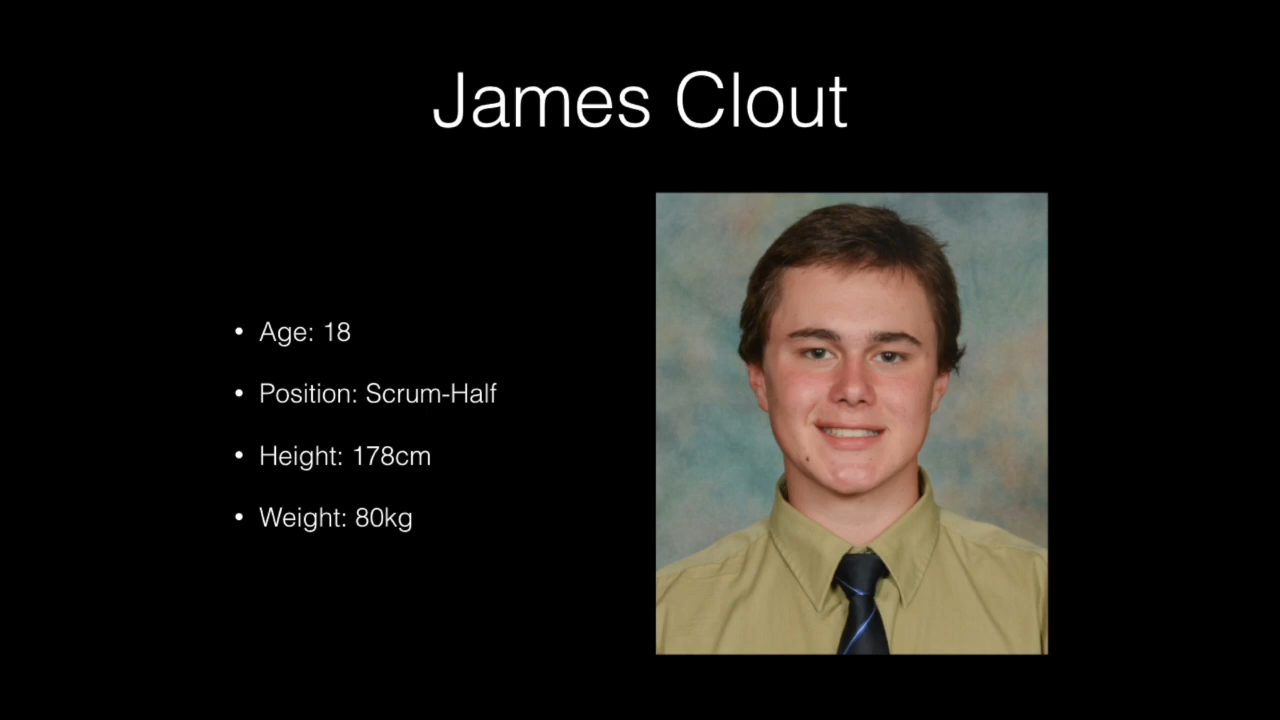 James Clout
• Age: 18
• Position: Scrum-Half
• Height: 178cm
• Weight: 80kg